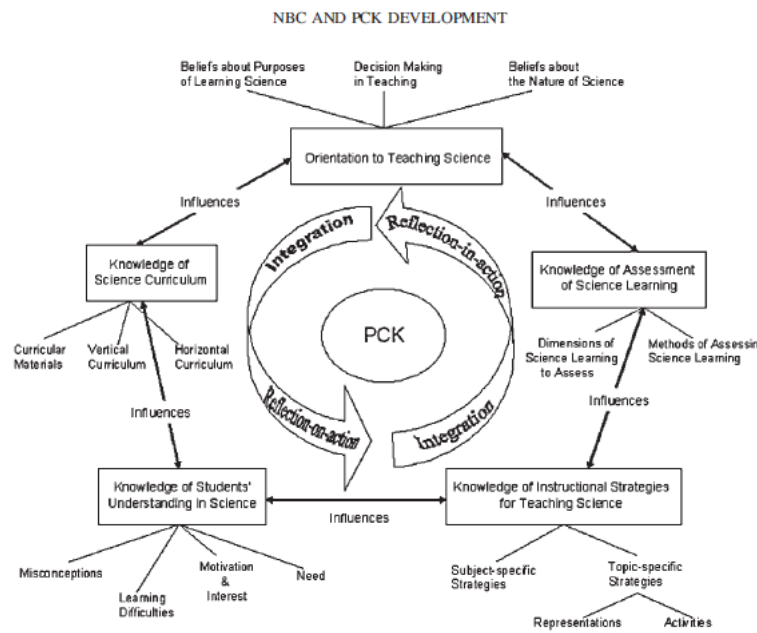 NBC AND PCK DEVELOPMENT
Beliefs about Purposes
of Learning Science
Decision Making
in Teaching
Beliefs about
the Nature of Science
Orientation to Teaching Science
Influences
Influences
Integration
Reflection-in-action
Knowledge of
Science Curriculum
Knowledge of Assessment
of Science Learning
PCK
Curricular
Materials
Vertical
Curriculum
Horizontal
Curriculum
Dimensions of
Science Learning
to Assess
Methods of Assessin
Science Learning
Influences
Influences
Reflection-on-action
Integration
Knowledge of Students'
Understanding in Science
Influences
Knowledge of Instructional Strategies
for Teaching Science
Misconceptions
Learning
Difficulties
Motivation
&
Interest
Need
Subject-specific
Strategies
Topic-specific
Strategies
Representations
Activities